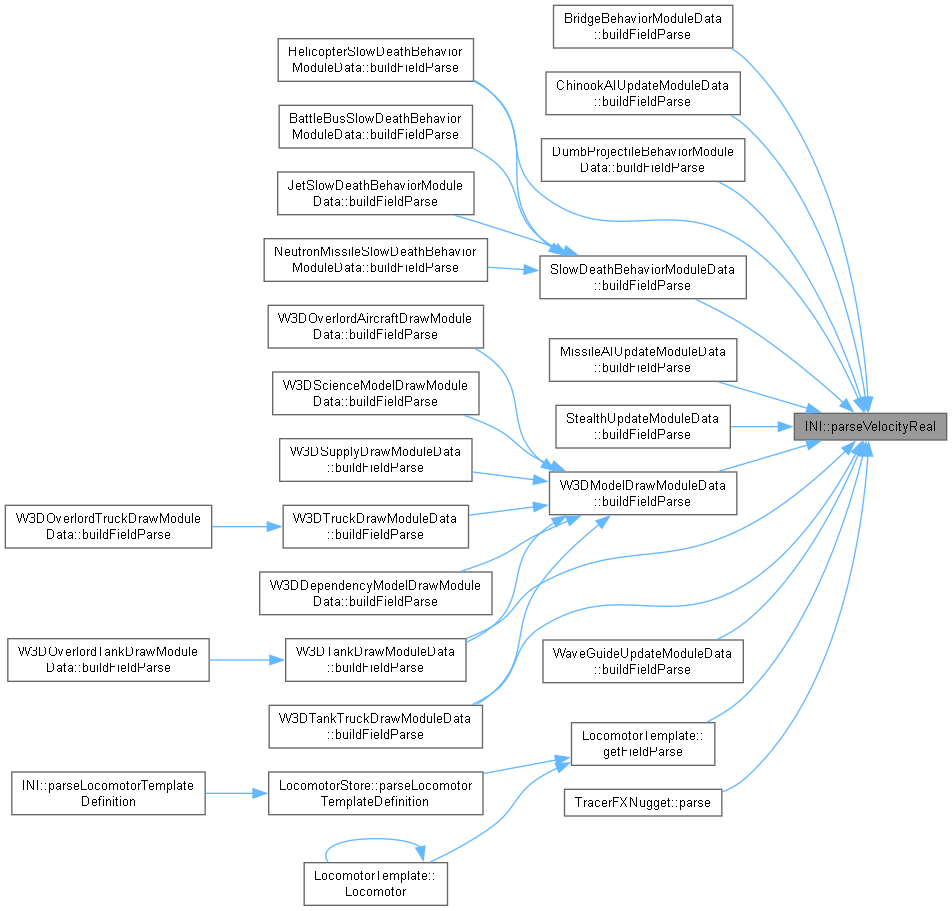 BridgeBehaviorModuleData
::buildFieldParse
HelicopterSlowDeathBehavior
ModuleData::buildFieldParse
ChinookAIUpdateModuleData
::buildFieldParse
BattleBusSlowDeathBehavior
ModuleData::buildFieldParse
DumbProjectileBehaviorModule
Data::buildFieldParse
JetSlowDeathBehaviorModule
Data::buildFieldParse
NeutronMissileSlowDeathBehavior
ModuleData::buildFieldParse
SlowDeathBehaviorModuleData
::buildFieldParse
W3DOverlordAircraftDrawModule
Data::buildFieldParse
MissileAIUpdateModuleData
::buildFieldParse
W3DScienceModelDrawModule
Data::buildFieldParse
StealthUpdateModuleData
::buildFieldParse
INI::parseVelocityReal
W3DSupplyDrawModuleData
::buildFieldParse
W3DModelDrawModuleData
::buildFieldParse
W3DOverlordTruckDrawModule
Data::buildFieldParse
W3DTruckDrawModuleData
::buildFieldParse
W3DDependencyModelDrawModule
Data::buildFieldParse
W3DOverlordTankDrawModule
Data::buildFieldParse
W3DTankDrawModuleData
::buildFieldParse
WaveGuideUpdateModuleData
::buildFieldParse
W3DTankTruckDrawModuleData
::buildFieldParse
LocomotorTemplate::
getFieldParse
INI::parseLocomotorTemplate
Definition
LocomotorStore::parseLocomotor
TemplateDefinition
TracerFXNugget::parse
LocomotorTemplate::
Locomotor